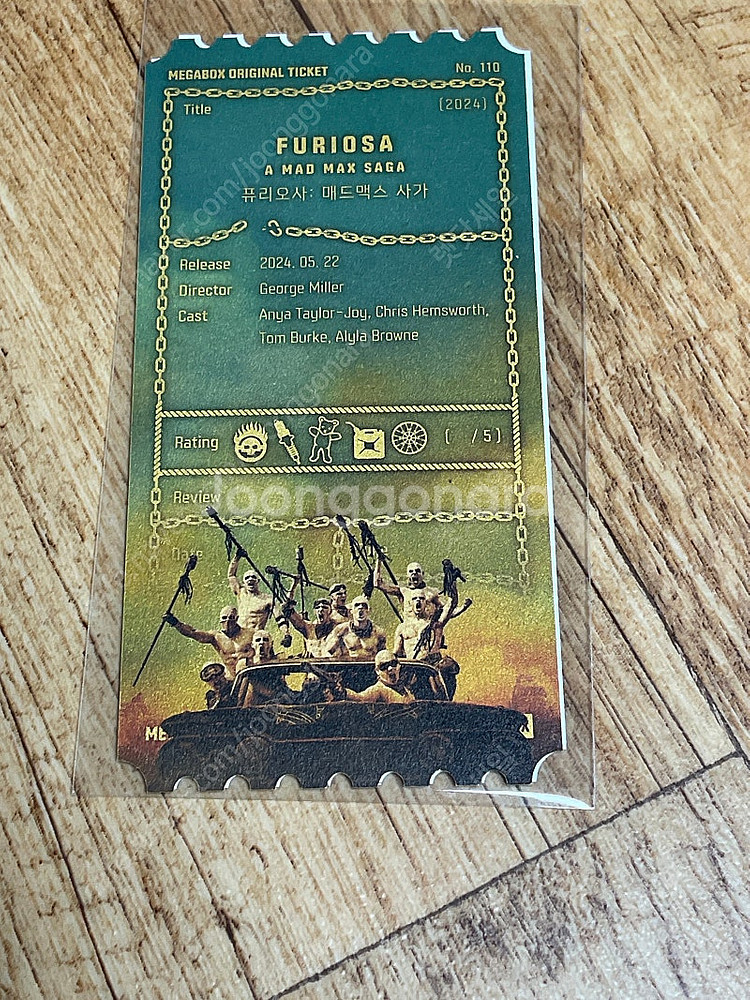 MEGABOX ORIGINAL TICKET No. 110
Title (2024)
FURIOSA
A MAD MAX SAGA
퓨리오사: 매드맥스 사가
Release 2024. 05. 22
Director George Miller
Cast Anya Taylor-Joy, Chris Hemsworth,
Tom Burke, Alyla Browne
Rating ( /5)
Review
joonggonara
Date